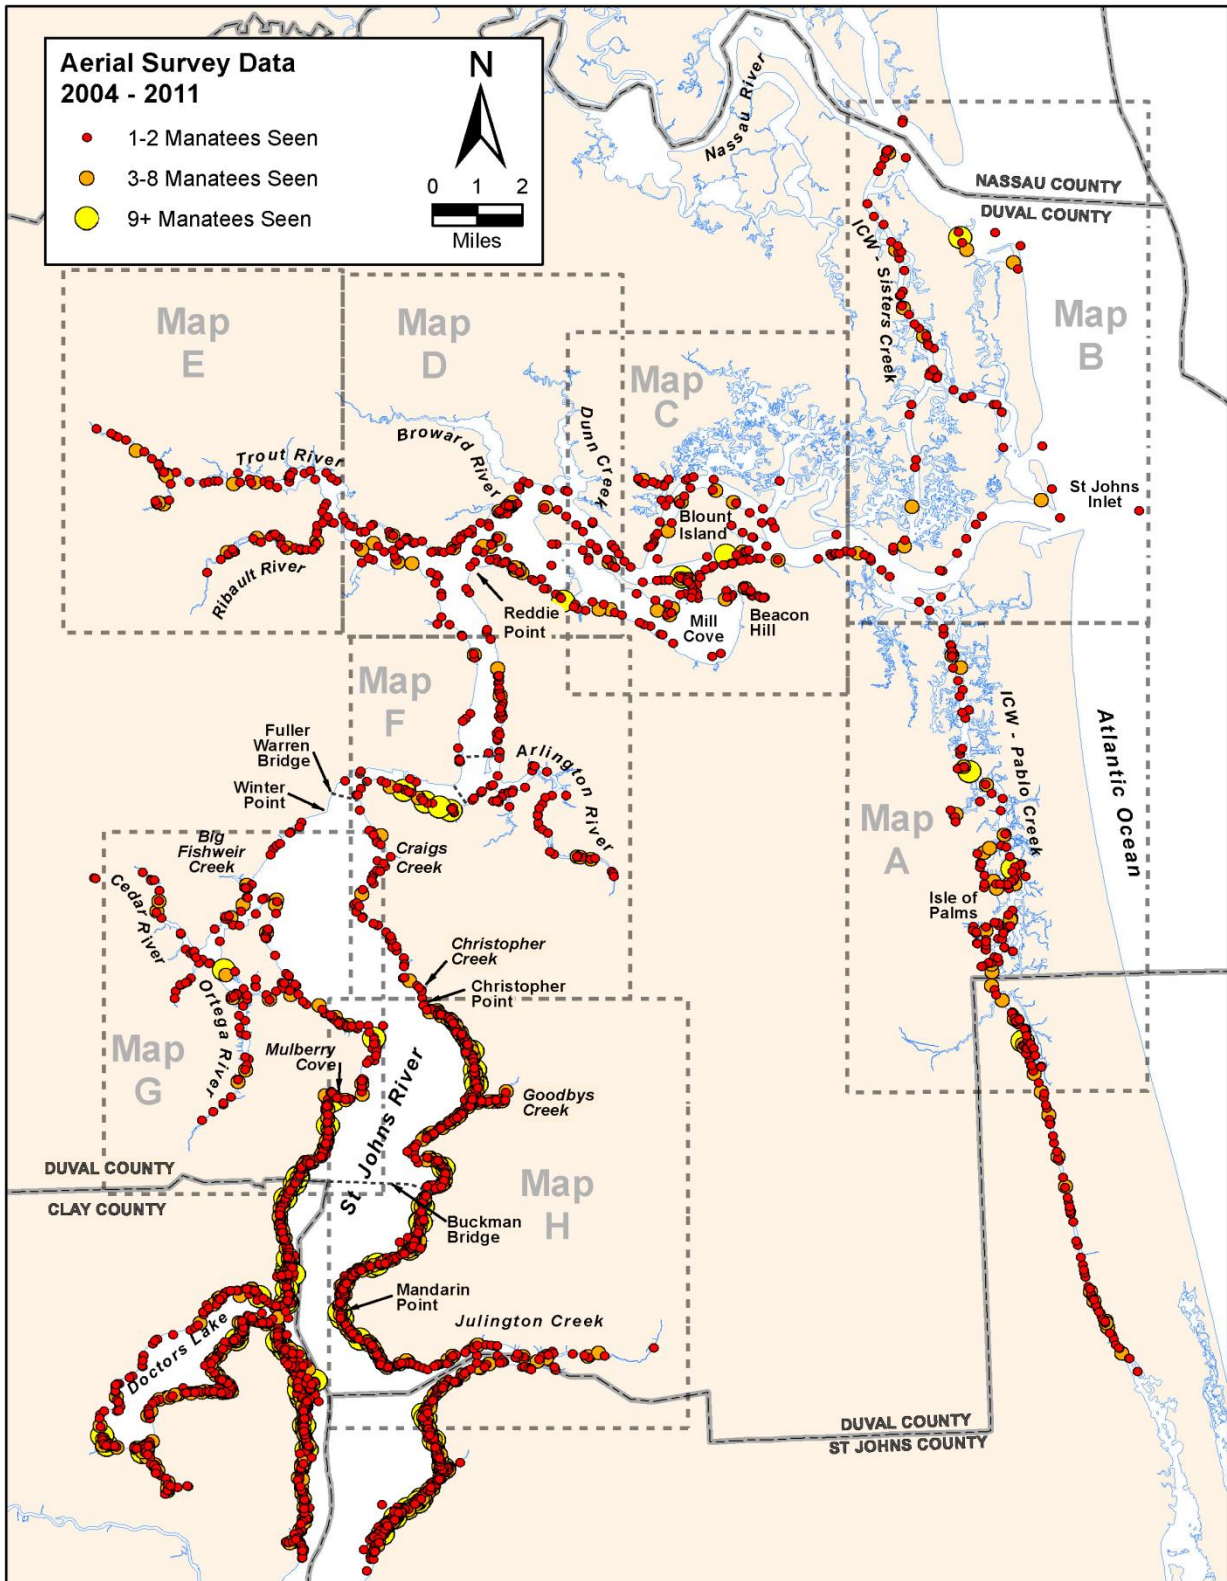 Aerial Survey Data
2004 - 2011
1-2 Manatees Seen
3-8 Manatees Seen
9+ Manatees Seen
N
0 1 2
Miles
Nassau River
NASSAU COUNTY
DUVAL COUNTY
ICW - Sisters Creek
Map
B
Map
E
Map
D
Map
C
Trout River
Broward River
Dunn Creek
St Johns
Inlet
Blount
Island
Ribault River
Reddie
Point
Mill
Cove
Beacon
Hill
Map
F
Fuller
Warren
Bridge
Winter
Point
Arlington River
ICW - Pablo Creek
Atlantic Ocean
Map
A
Big
Fishweir
Creek
Craigs
Creek
Cedar River
Isle of
Palms
Christopher
Creek
Christopher
Point
Ortega River
Map
G
Mulberry
Cove
St Johns River
Goodbys
Creek
DUVAL COUNTY
CLAY COUNTY
Map
H
Buckman
Bridge
Mandarin
Point
Julington Creek
Doctors Lake
DUVAL COUNTY
ST JOHNS COUNTY